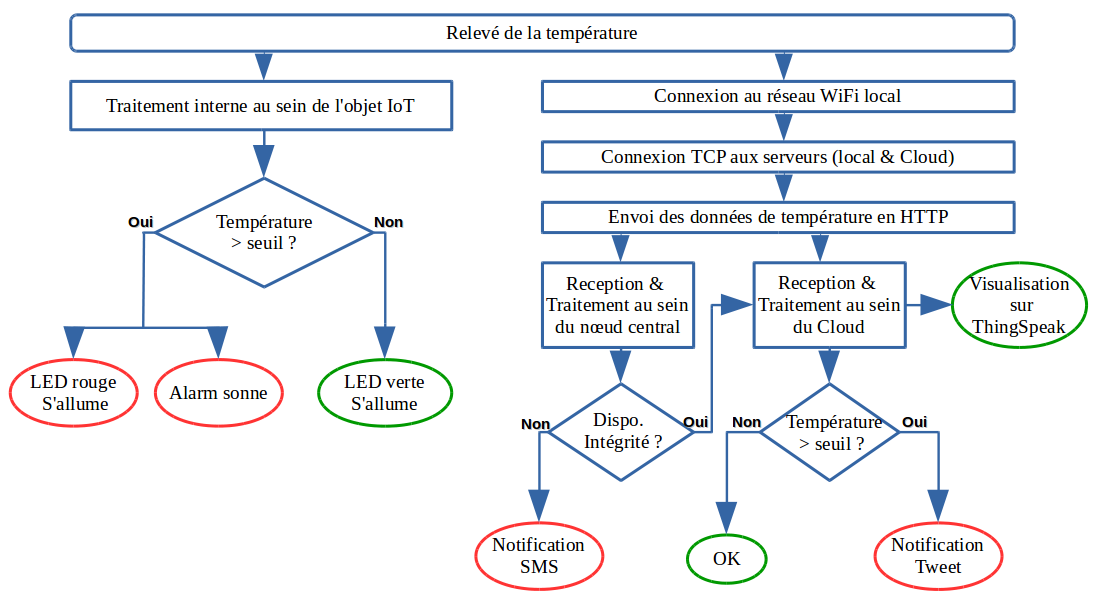 Relevé de la température
Traitement interne au sein de l'objet IoT
Connexion au réseau WiFi local
Connexion TCP aux serveurs (local & Cloud)
Envoi des données de température en HTTP
Oui
Température
> seuil ?
Non
LED rouge
S'allume
Alarm sonne
LED verte
S'allume
Reception &
Traitement au sein
du nœud central
Reception &
Traitement au sein
du Cloud
Visualisation
sur
ThingSpeak
Non
Dispo.
Intégrité ?
Oui
Non
Température
> seuil ?
Oui
Notification
SMS
OK
Notification
Tweet